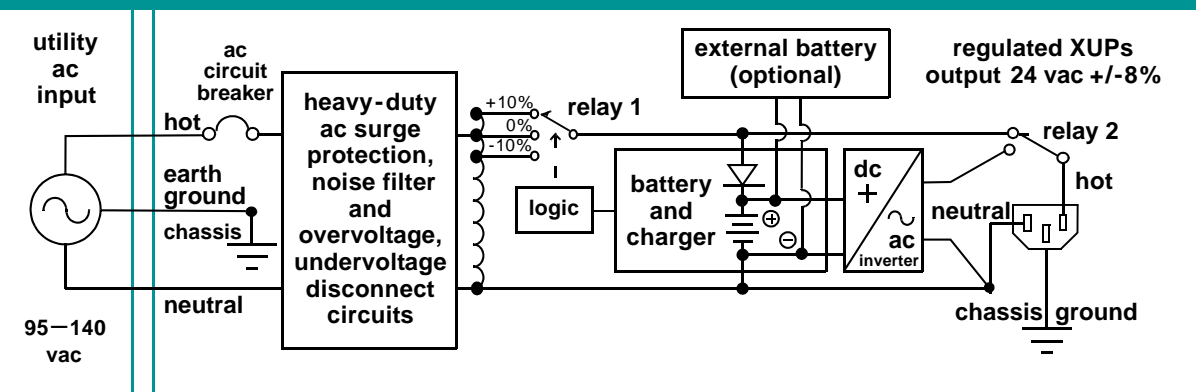 utility
ac
input
95—140
vac
ac
circuit
breaker
hot
earth
ground
chassis
neutral
heavy-duty
ac surge
protection,
noise filter
and
overvoltage,
undervoltage
disconnect
circuits
+10%
0%
-10%
relay 1
logic
external battery
(optional)
battery
and
charger
+
−
dc
+
ac
inverter
regulated XUPs
output 24 vac +/-8%
relay 2
hot
neutral
chassis ground